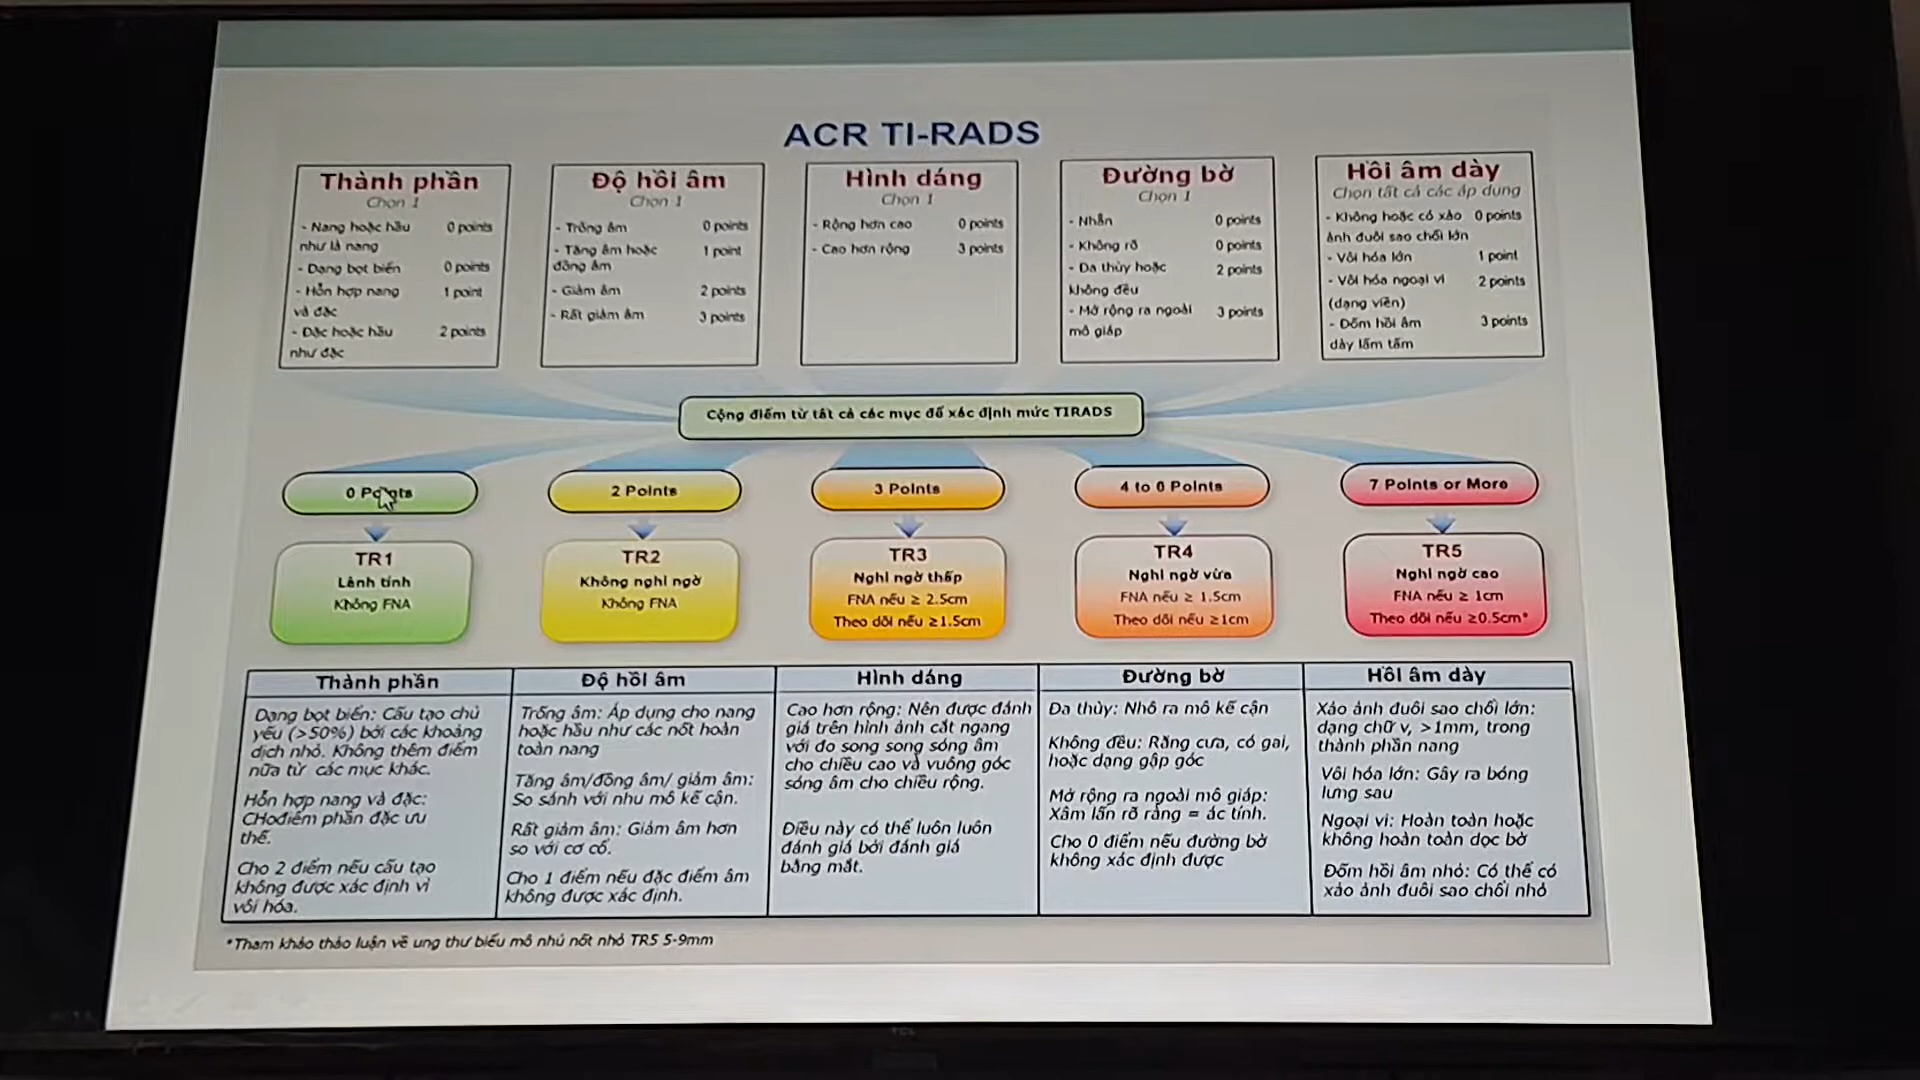 ACR TI-RADS
Thành phần
Chọn 1
- Nang hoặc hầu 0 points
như là nang
- Dạng bọt biển 0 points
- Hỗn hợp nang 1 point
và đặc
- Đặc hoặc hầu 2 points
như đặc
Độ hồi âm
Chọn 1
- Trống âm 0 points
- Tăng âm hoặc 1 point
đồng âm
- Giảm âm 2 points
- Rất giảm âm 3 points
Hình dáng
Chọn 1
- Rộng hơn cao 0 points
- Cao hơn rộng 3 points
Đường bờ
Chọn 1
- Nhẵn 0 points
- Không rõ 0 points
- Đa thùy hoặc 2 points
không đều
- Mở rộng ra ngoài 3 points
mô giáp
Hồi âm dày
Chọn tất cả các áp dụng
- Không hoặc có xảo 0 points
ảnh đuôi sao chổi lớn
- Vôi hóa lớn 1 point
- Vôi hóa ngoại vi 2 points
(dạng viền)
- Đốm hồi âm 3 points
dày lấm tấm
Cộng điểm từ tất cả các mục để xác định mức TIRADS
0 Points
2 Points
3 Points
4 to 6 Points
7 Points or More
TR1
Lành tính
Không FNA
TR2
Không nghi ngờ
Không FNA
TR3
Nghi ngờ thấp
FNA nếu ≥ 2.5cm
Theo dõi nếu ≥1.5cm
TR4
Nghi ngờ vừa
FNA nếu ≥ 1.5cm
Theo dõi nếu ≥1cm
TR5
Nghi ngờ cao
FNA nếu ≥ 1cm
Theo dõi nếu ≥0.5cm*
Thành phần
Dạng bọt biển: Cấu tạo chủ
yếu (>50%) bởi các khoảng
dịch nhỏ. Không thêm điểm
nữa từ các mục khác.
Hỗn hợp nang và đặc:
CHođiểm phần đặc ưu
thế.
Cho 2 điểm nếu cấu tạo
không được xác định vì
vôi hóa.
Độ hồi âm
Trống âm: Áp dụng cho nang
hoặc hầu như các nốt hoàn
toàn nang
Tăng âm/đồng âm/ giảm âm:
So sánh với nhu mô kế cận.
Rất giảm âm: Giảm âm hơn
so với cơ cổ.
Cho 1 điểm nếu đặc điểm âm
không được xác định.
Hình dáng
Cao hơn rộng: Nên được đánh
giá trên hình ảnh cắt ngang
với đo song song sóng âm
cho chiều cao và vuông góc
sóng âm cho chiều rộng.
Điều này có thể luôn luôn
đánh giá bởi đánh giá
bằng mắt.
Đường bờ
Đa thùy: Nhô ra mô kế cận
Không đều: Răng cưa, có gai,
hoặc dạng gập góc
Mở rộng ra ngoài mô giáp:
Xâm lấn rõ ràng = ác tính.
Cho 0 điểm nếu đường bờ
không xác định được
Hồi âm dày
Xảo ảnh đuôi sao chổi lớn:
dạng chữ v, >1mm, trong
thành phần nang
Vôi hóa lớn: Gây ra bóng
lưng sau
Ngoại vi: Hoàn toàn hoặc
không hoàn toàn dọc bờ
Đốm hồi âm nhỏ: Có thể có
xảo ảnh đuôi sao chổi nhỏ
*Tham khảo thảo luận về ung thư biểu mô nhú nốt nhỏ TR5 5-9mm
TCL